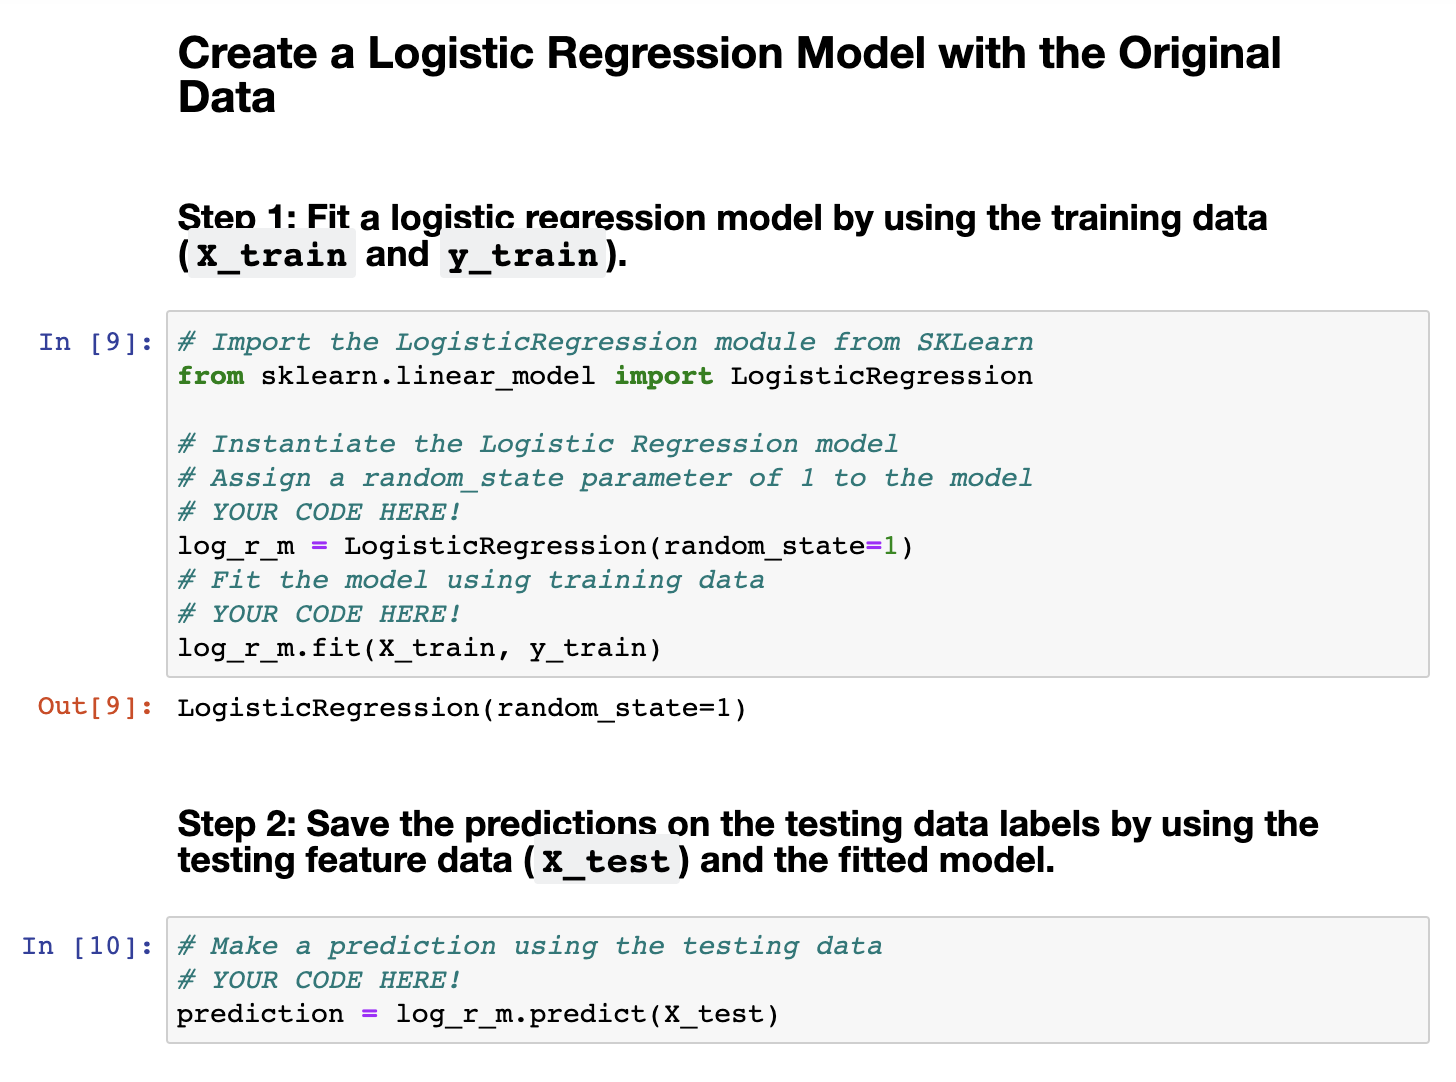 Create a Logistic Regression Model with the Original
Data
Step 1: Fit a logistic regression model by using the training data
(X_train and y_train).
In [9]:
# Import the LogisticRegression module from SKLearn
from sklearn.linear_model import LogisticRegression
# Instantiate the Logistic Regression model
# Assign a random_state parameter of 1 to the model
# YOUR CODE HERE!
log_r_m = LogisticRegression(random_state=1)
# Fit the model using training data
# YOUR CODE HERE!
log_r_m.fit(X_train, y_train)
Out[9]: LogisticRegression(random_state=1)
Step 2: Save the predictions on the testing data labels by using the
testing feature data (X_test) and the fitted model.
In [10]:
# Make a prediction using the testing data
# YOUR CODE HERE!
prediction = log_r_m.predict(X_test)